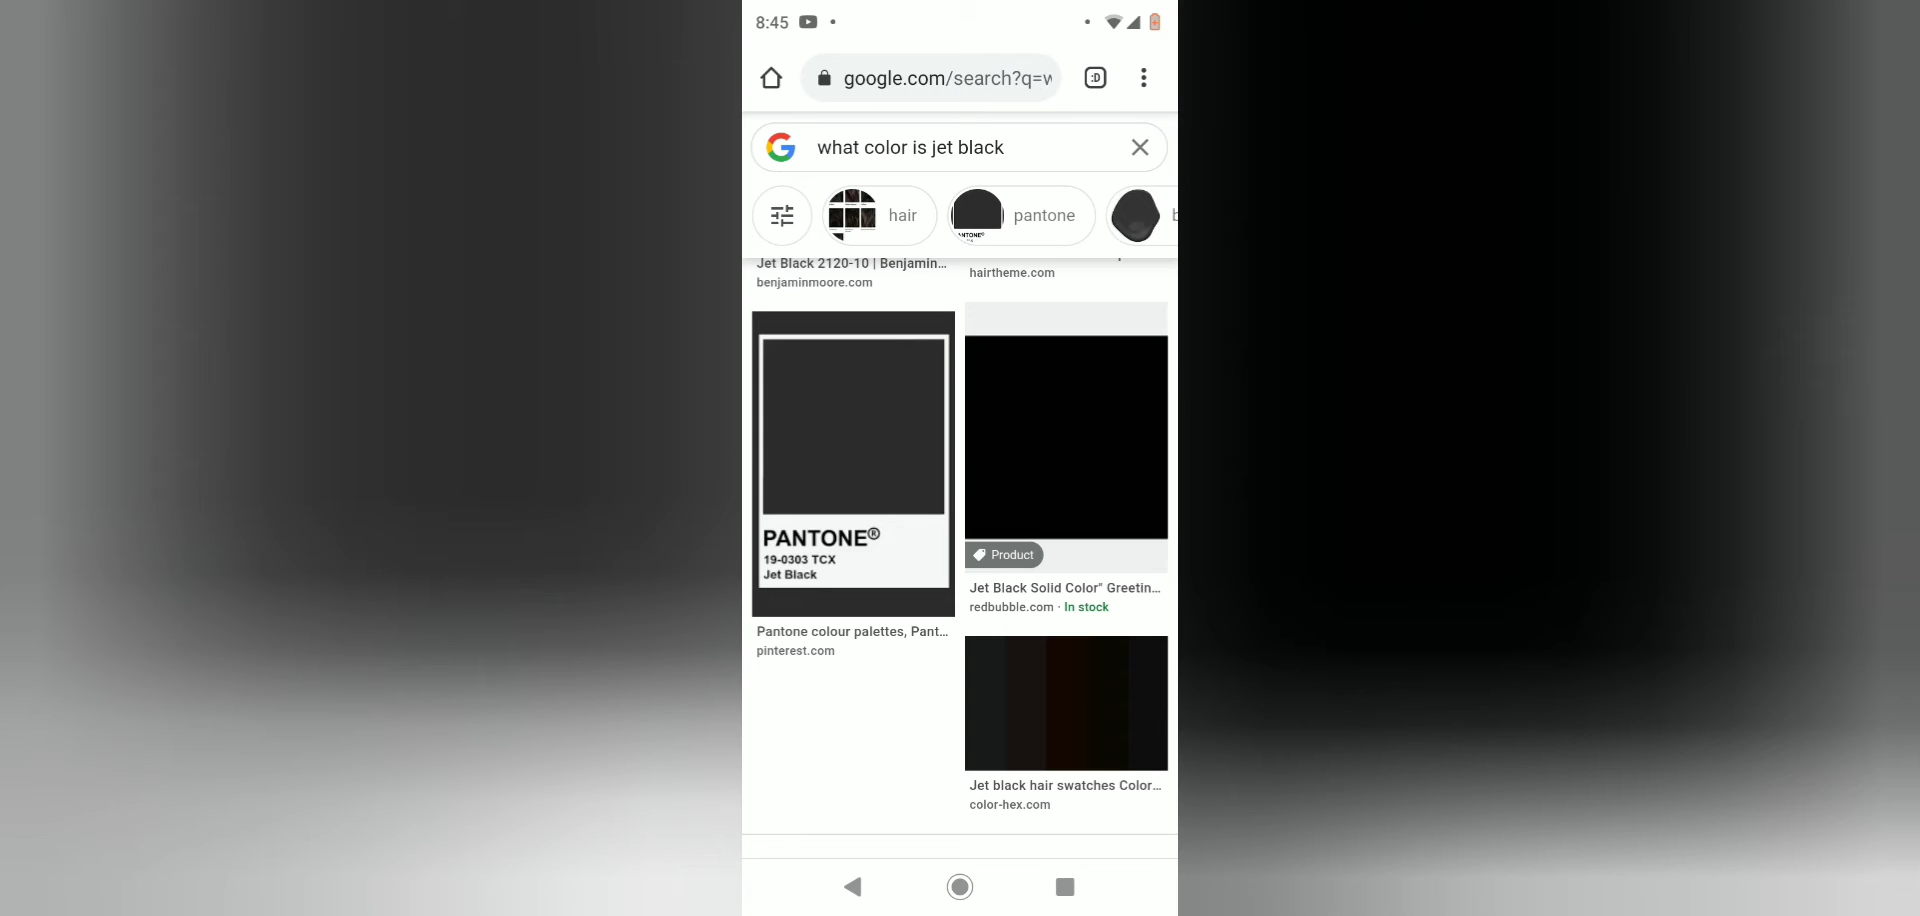 8:45
google.com/search?q=w
:D
what color is jet black
hair
pantone
ANTONE®
Jet Black 2120-10 | Benjamin...
benjaminmoore.com
hairtheme.com
PANTONE®
19-0303 TCX
Jet Black
Pantone colour palettes, Pant...
pinterest.com
Product
Jet Black Solid Color" Greetin...
redbubble.com · In stock
Jet black hair swatches Color...
color-hex.com